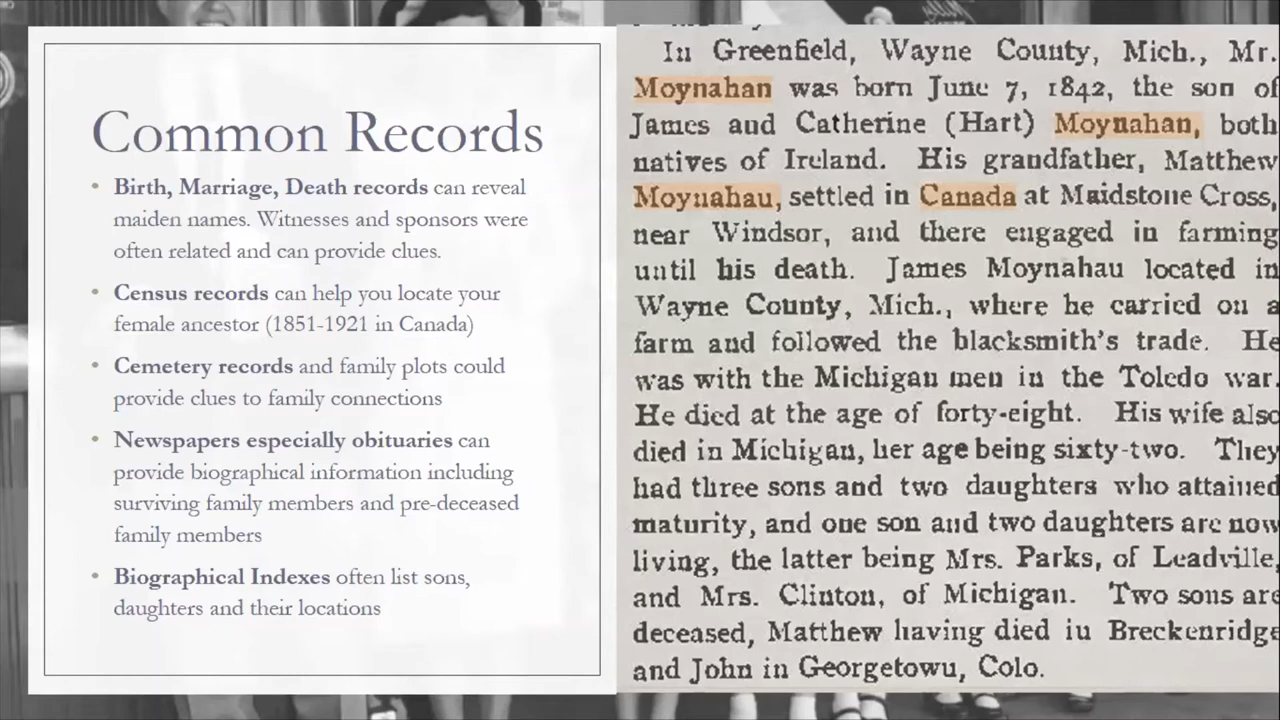 Common Records
• Birth, Marriage, Death records can reveal
maiden names. Witnesses and sponsors were
often related and can provide clues.
• Census records can help you locate your
female ancestor (1851-1921 in Canada)
• Cemetery records and family plots could
provide clues to family connections
• Newspapers especially obituaries can
provide biographical information including
surviving family members and pre-deceased
family members
• Biographical Indexes often list sons,
daughters and their locations
In Greenfield, Wayne County, Mich., Mr.
Moynahan was born June 7, 1842, the son of
James and Catherine (Hart) Moynahan, both
natives of Ireland. His grandfather, Matthew
Moynahau, settled in Canada at Maidstone Cross,
near Windsor, and there engaged in farming
until his death. James Moynahau located in
Wayne County, Mich., where he carried on a
farm and followed the blacksmith's trade. He
was with the Michigan men in the Toledo war.
He died at the age of forty-eight. His wife also
died in Michigan, her age being sixty-two. They
had three sons and two daughters who attained
maturity, and one son and two daughters are now
living, the latter being Mrs. Parks, of Leadville,
and Mrs. Clinton, of Michigan. Two sons are
deceased, Matthew having died iu Breckenridge
and John in Georgetowu, Colo.